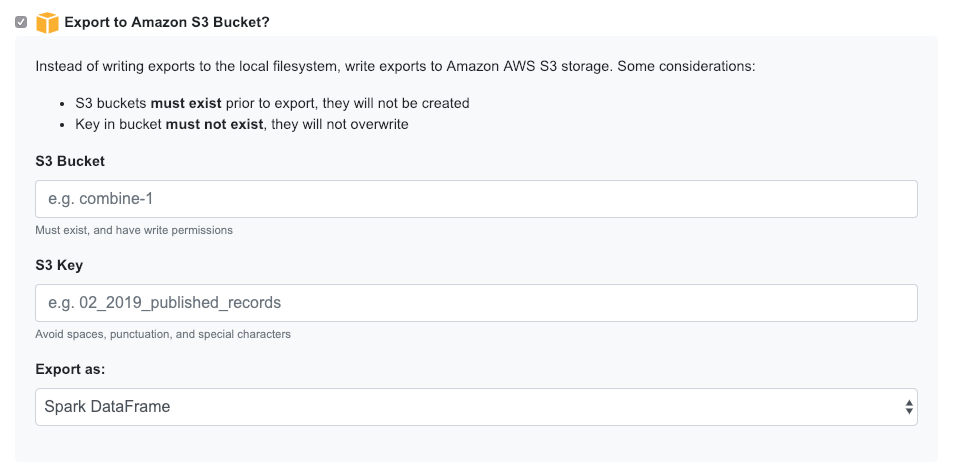 Export to Amazon S3 Bucket?
Instead of writing exports to the local filesystem, write exports to Amazon AWS S3 storage. Some considerations:
• S3 buckets must exist prior to export, they will not be created
• Key in bucket must not exist, they will not overwrite
S3 Bucket
e.g. combine-1
Must exist, and have write permissions
S3 Key
e.g. 02_2019_published_records
Avoid spaces, punctuation, and special characters
Export as:
Spark DataFrame